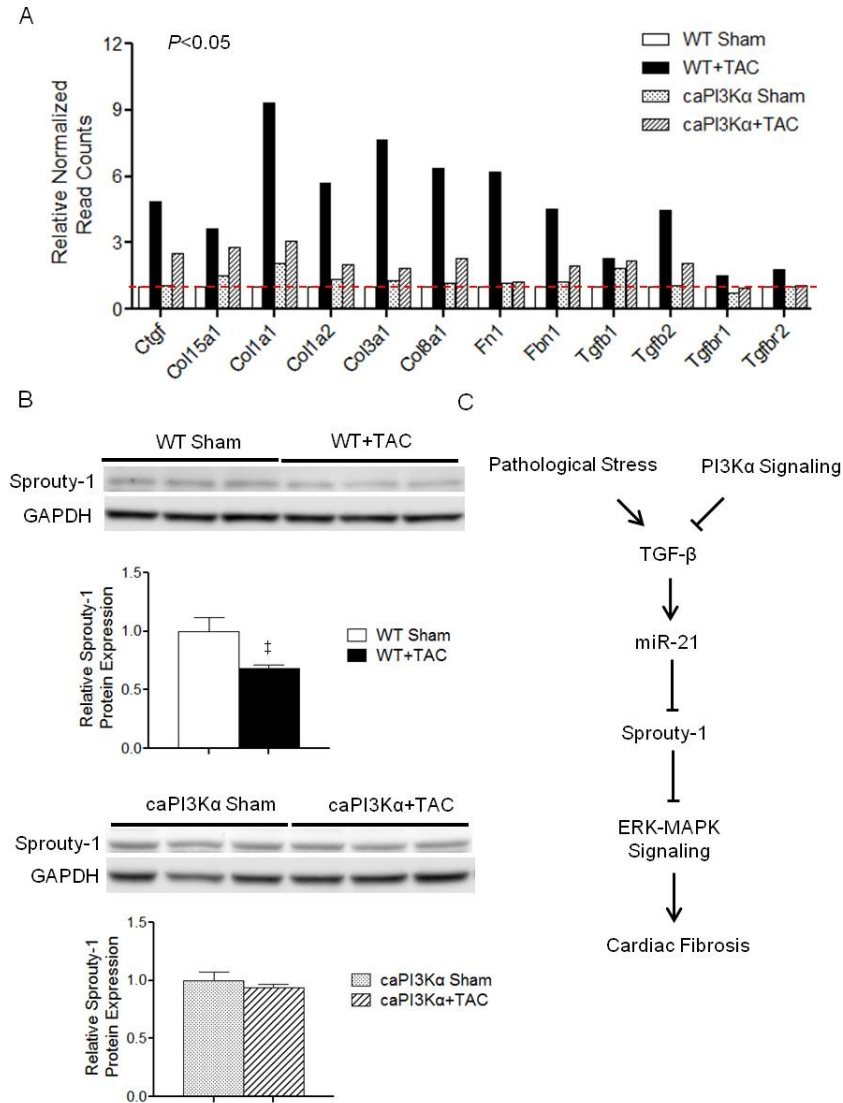 A
P<0.05
WT Sham
WT+TAC
caPI3Kα Sham
caPI3Kα+TAC
Relative Normalized
Read Counts
12
9
6
3
0
Ctgf
Col15a1
Col1a1
Col1a2
Col3a1
Col8a1
Fn1
Fbn1
Tgfb1
Tgfb2
Tgfbr1
Tgfbr2
B
WT Sham
WT+TAC
Sprouty-1
GAPDH
Relative Sprouty-1
Protein Expression
1.5
1.0
0.5
0.0
‡
WT Sham
WT+TAC
caPI3Kα Sham
caPI3Kα+TAC
Sprouty-1
GAPDH
Relative Sprouty-1
Protein Expression
1.5
1.0
0.5
0.0
caPI3Kα Sham
caPI3Kα+TAC
C
Pathological Stress
PI3Kα Signaling
TGF-β
miR-21
Sprouty-1
ERK-MAPK
Signaling
Cardiac Fibrosis